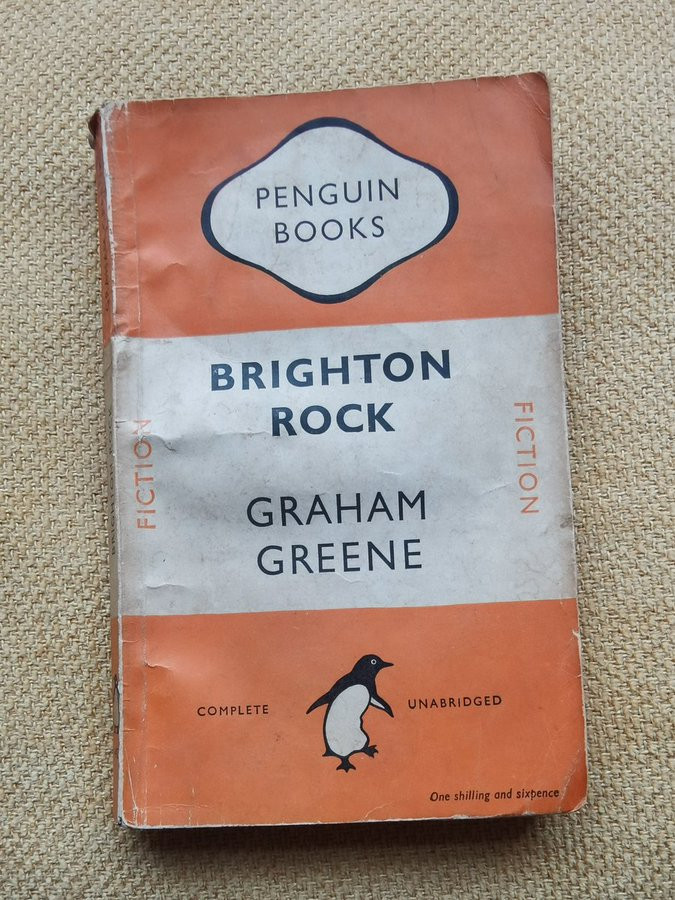 PENGUIN
BOOKS
BRIGHTON
ROCK
FICTION
FICTION
GRAHAM
GREENE
COMPLETE
UNABRIDGED
One shilling and sixpence